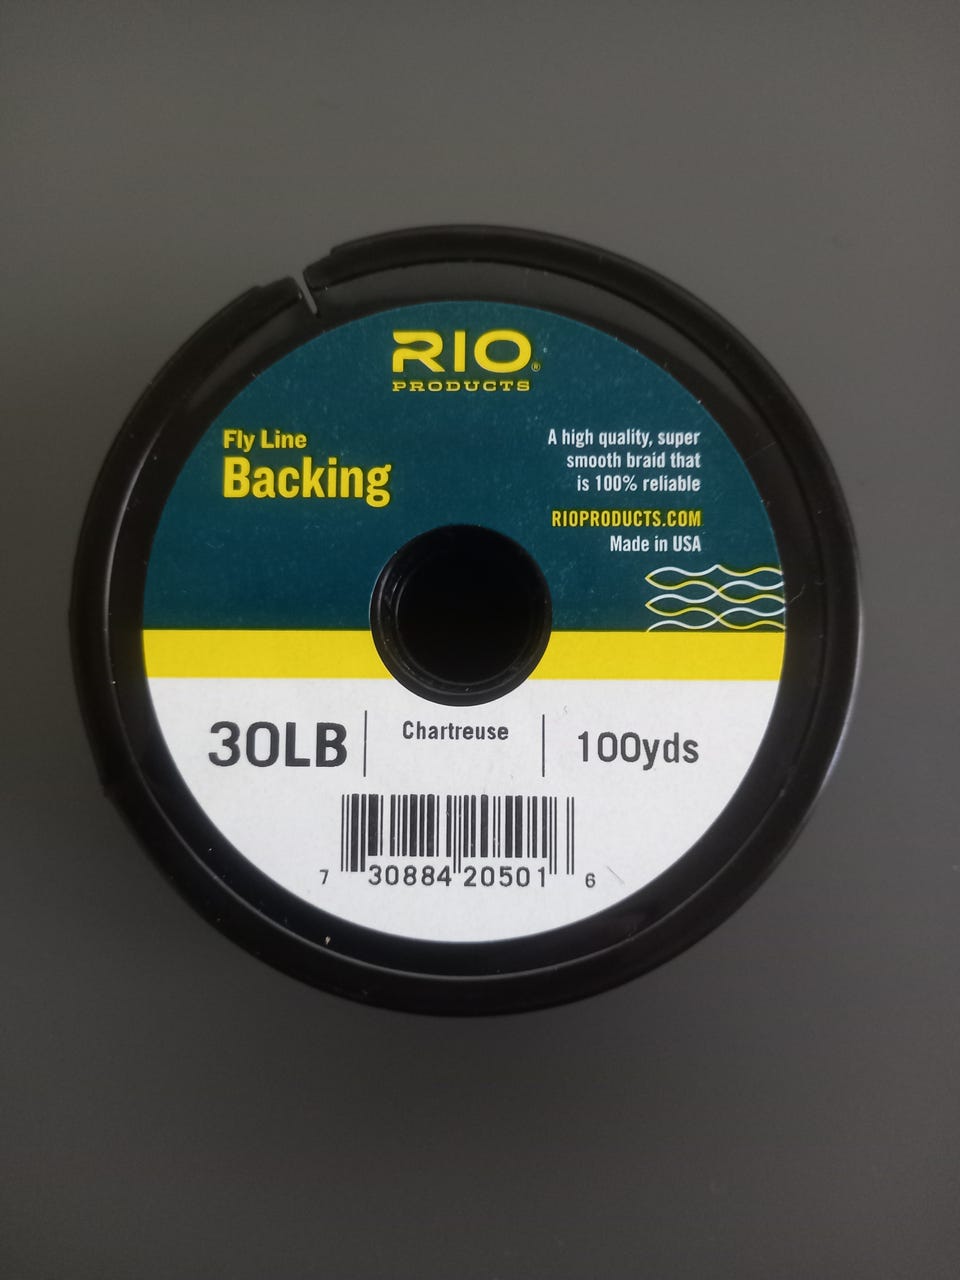 RIO®
PRODUCTS
Fly Line
Backing
A high quality, super
smooth braid that
is 100% reliable
RIOPRODUCTS.COM
Made in USA
30LB
Chartreuse
100yds
7 30884 20501 6